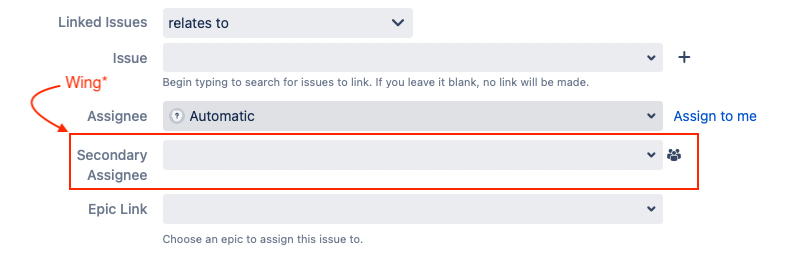 Linked Issues relates to
Issue
Begin typing to search for issues to link. If you leave it blank, no link will be made.
Wing*
Assignee Automatic Assign to me
Secondary
Assignee
Epic Link
Choose an epic to assign this issue to.